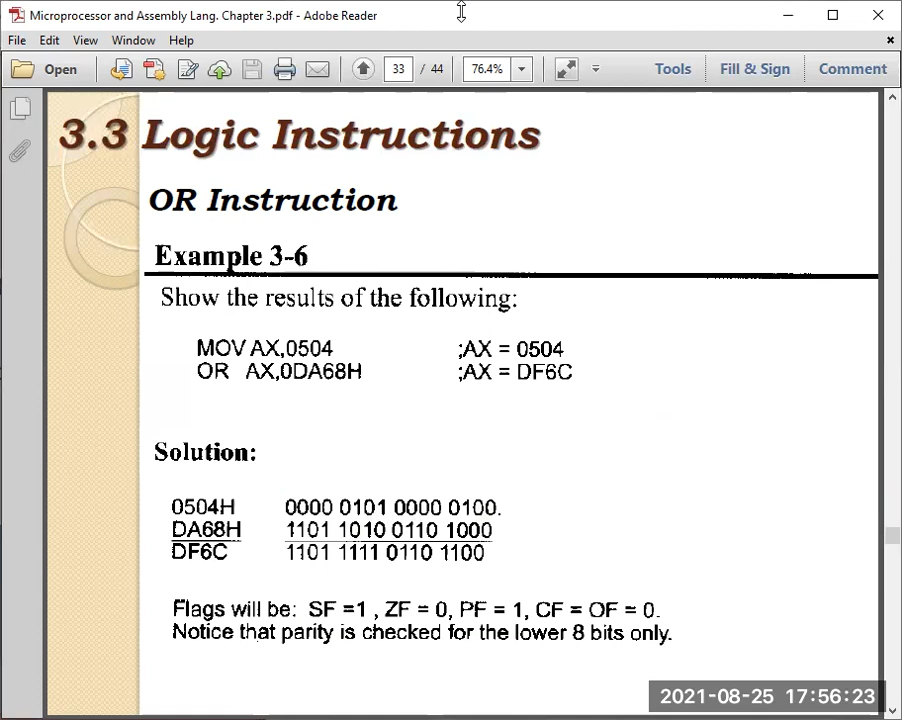 Microprocessor and Assembly Lang. Chapter 3.pdf - Adobe Reader
File Edit View Window Help
Open 33 / 44 76.4% Tools Fill & Sign Comment
3.3 Logic Instructions
OR Instruction
Example 3-6
Show the results of the following:
MOV AX,0504 ;AX = 0504
OR AX,0DA68H ;AX = DF6C
Solution:
0504H 0000 0101 0000 0100.
DA68H 1101 1010 0110 1000
DF6C 1101 1111 0110 1100
Flags will be: SF =1 , ZF = 0, PF = 1, CF = OF = 0.
Notice that parity is checked for the lower 8 bits only.
2021-08-25 17:56:23